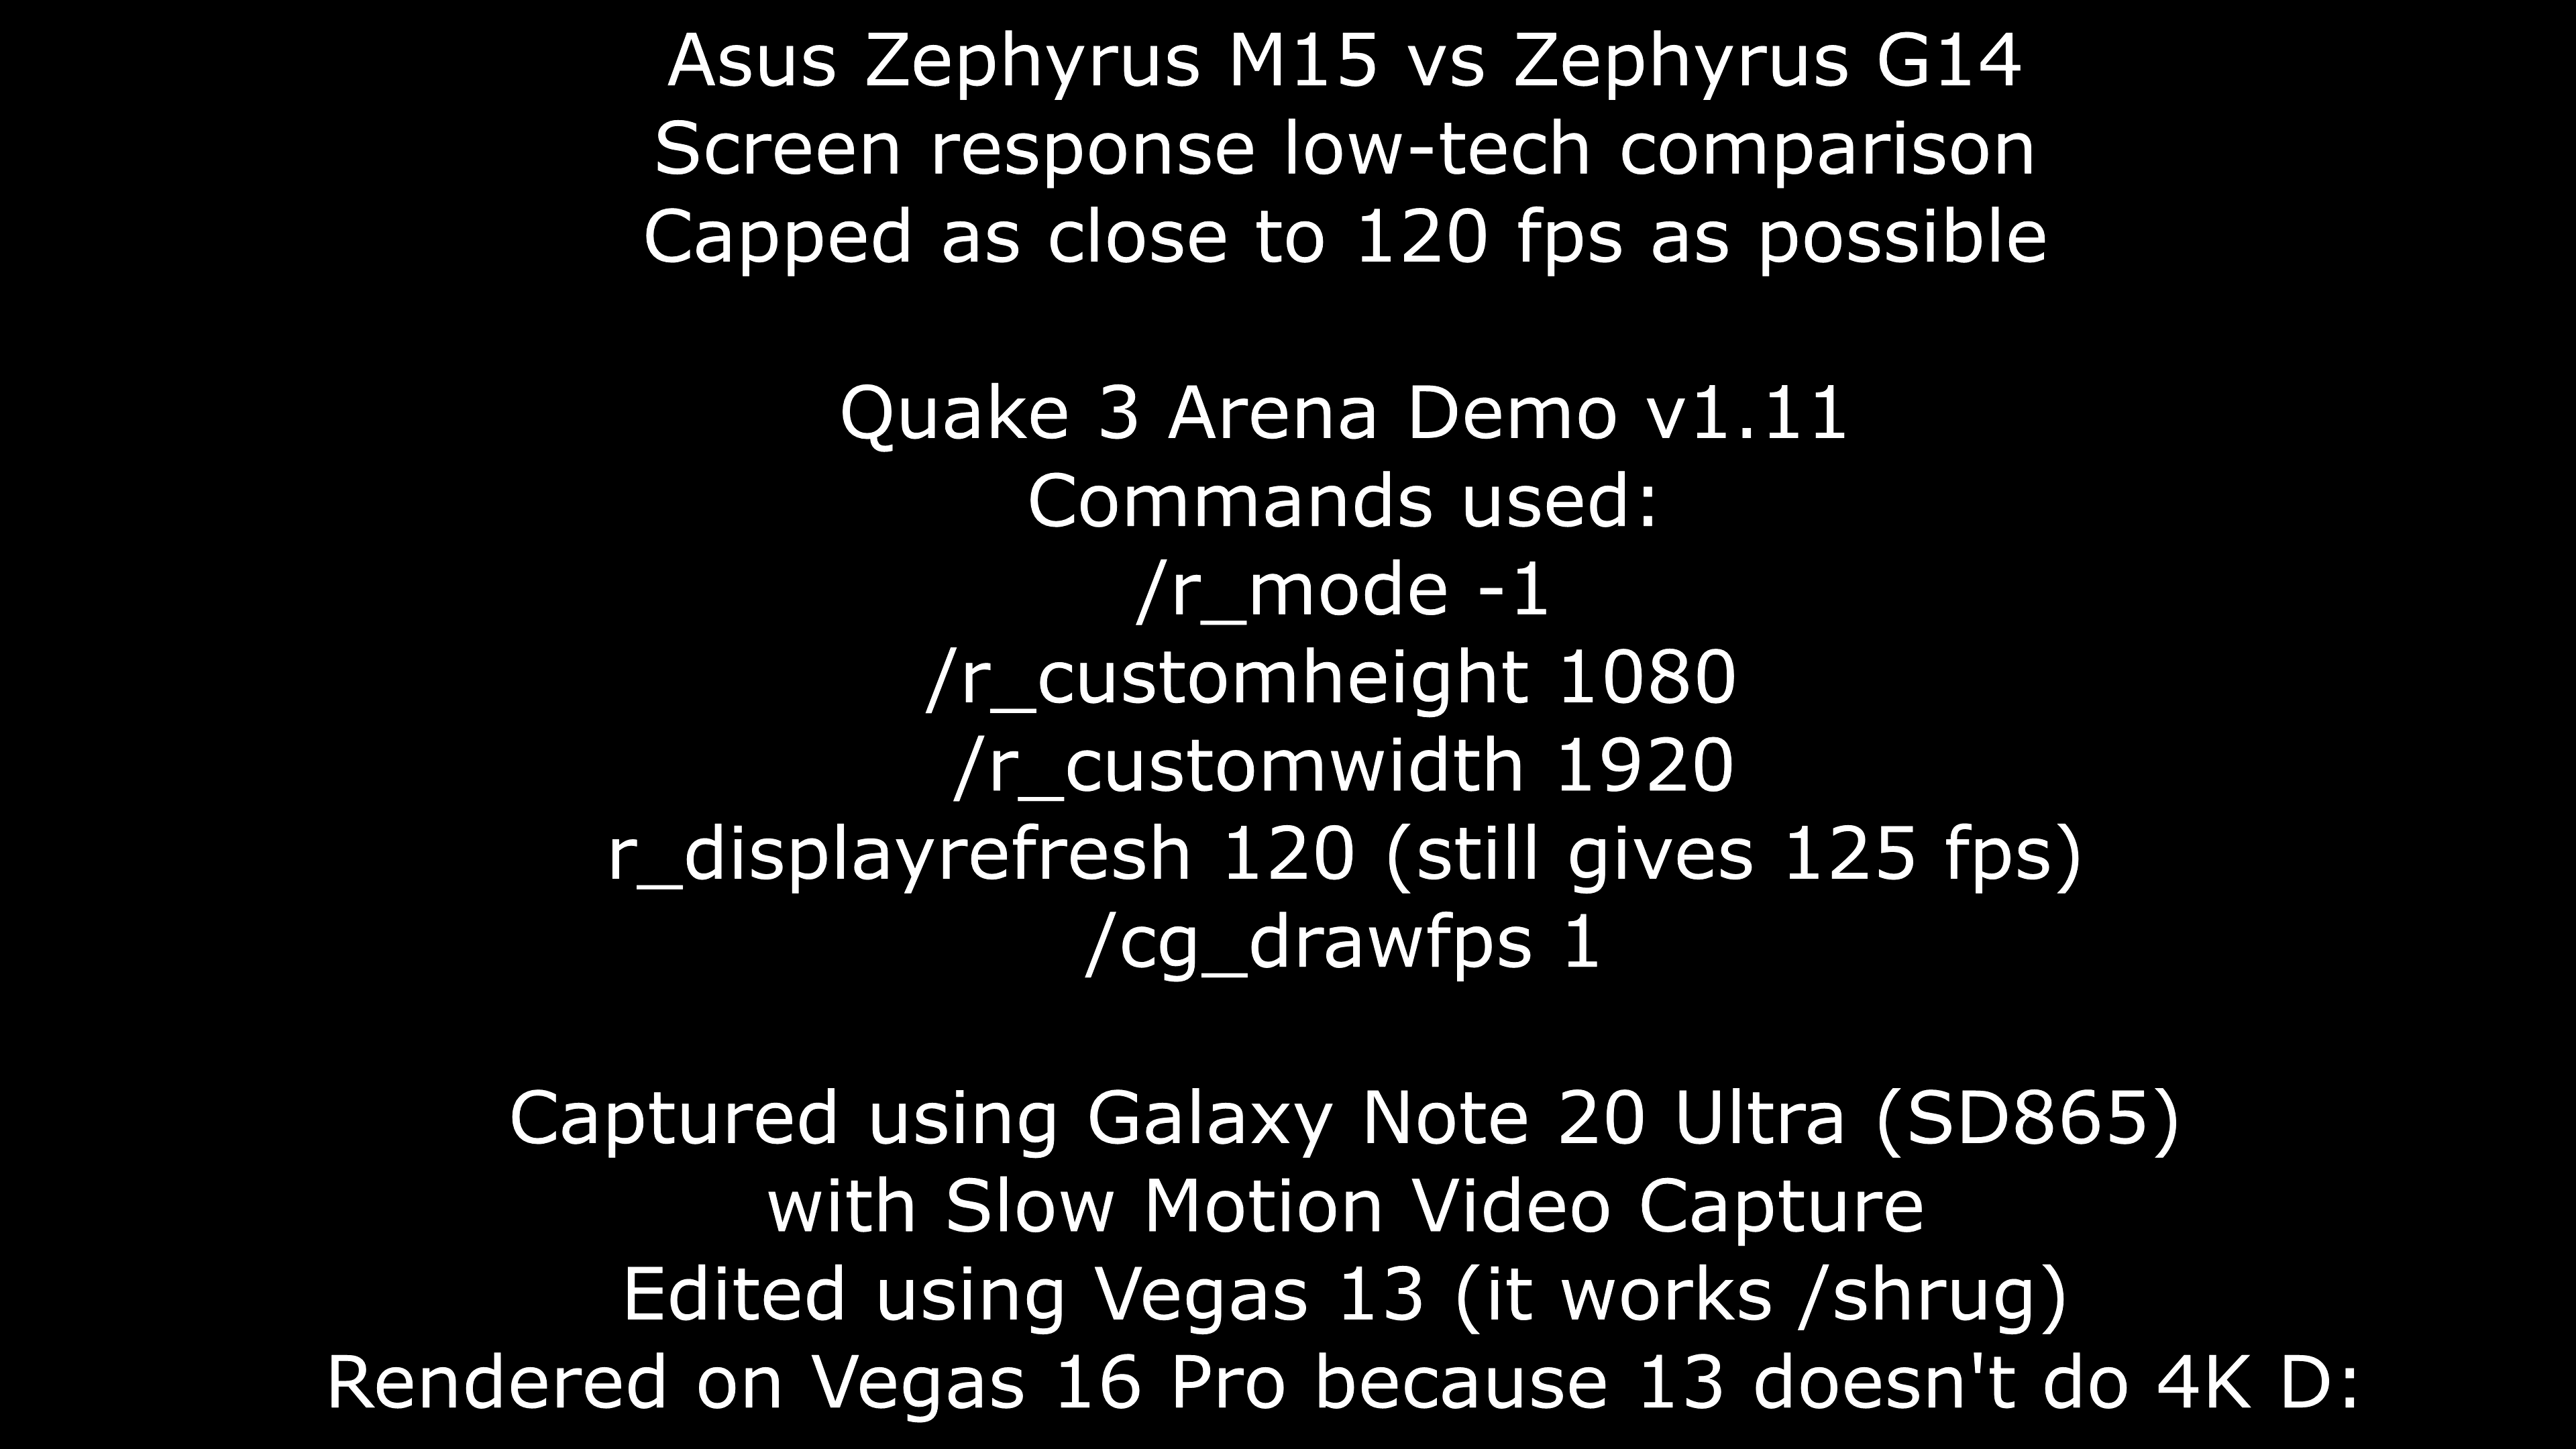 Asus Zephyrus M15 vs Zephyrus G14
Screen response low-tech comparison
Capped as close to 120 fps as possible
Quake 3 Arena Demo v1.11
Commands used:
/r_mode -1
/r_customheight 1080
/r_customwidth 1920
r_displayrefresh 120 (still gives 125 fps)
/cg_drawfps 1
Captured using Galaxy Note 20 Ultra (SD865)
with Slow Motion Video Capture
Edited using Vegas 13 (it works /shrug)
Rendered on Vegas 16 Pro because 13 doesn't do 4K D: